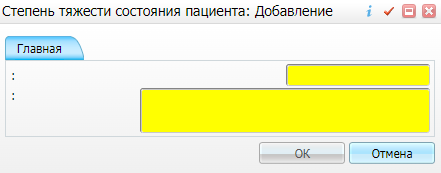 Степень тяжести состояния пациента: Добавление
Главная
:
:
ОК Отмена